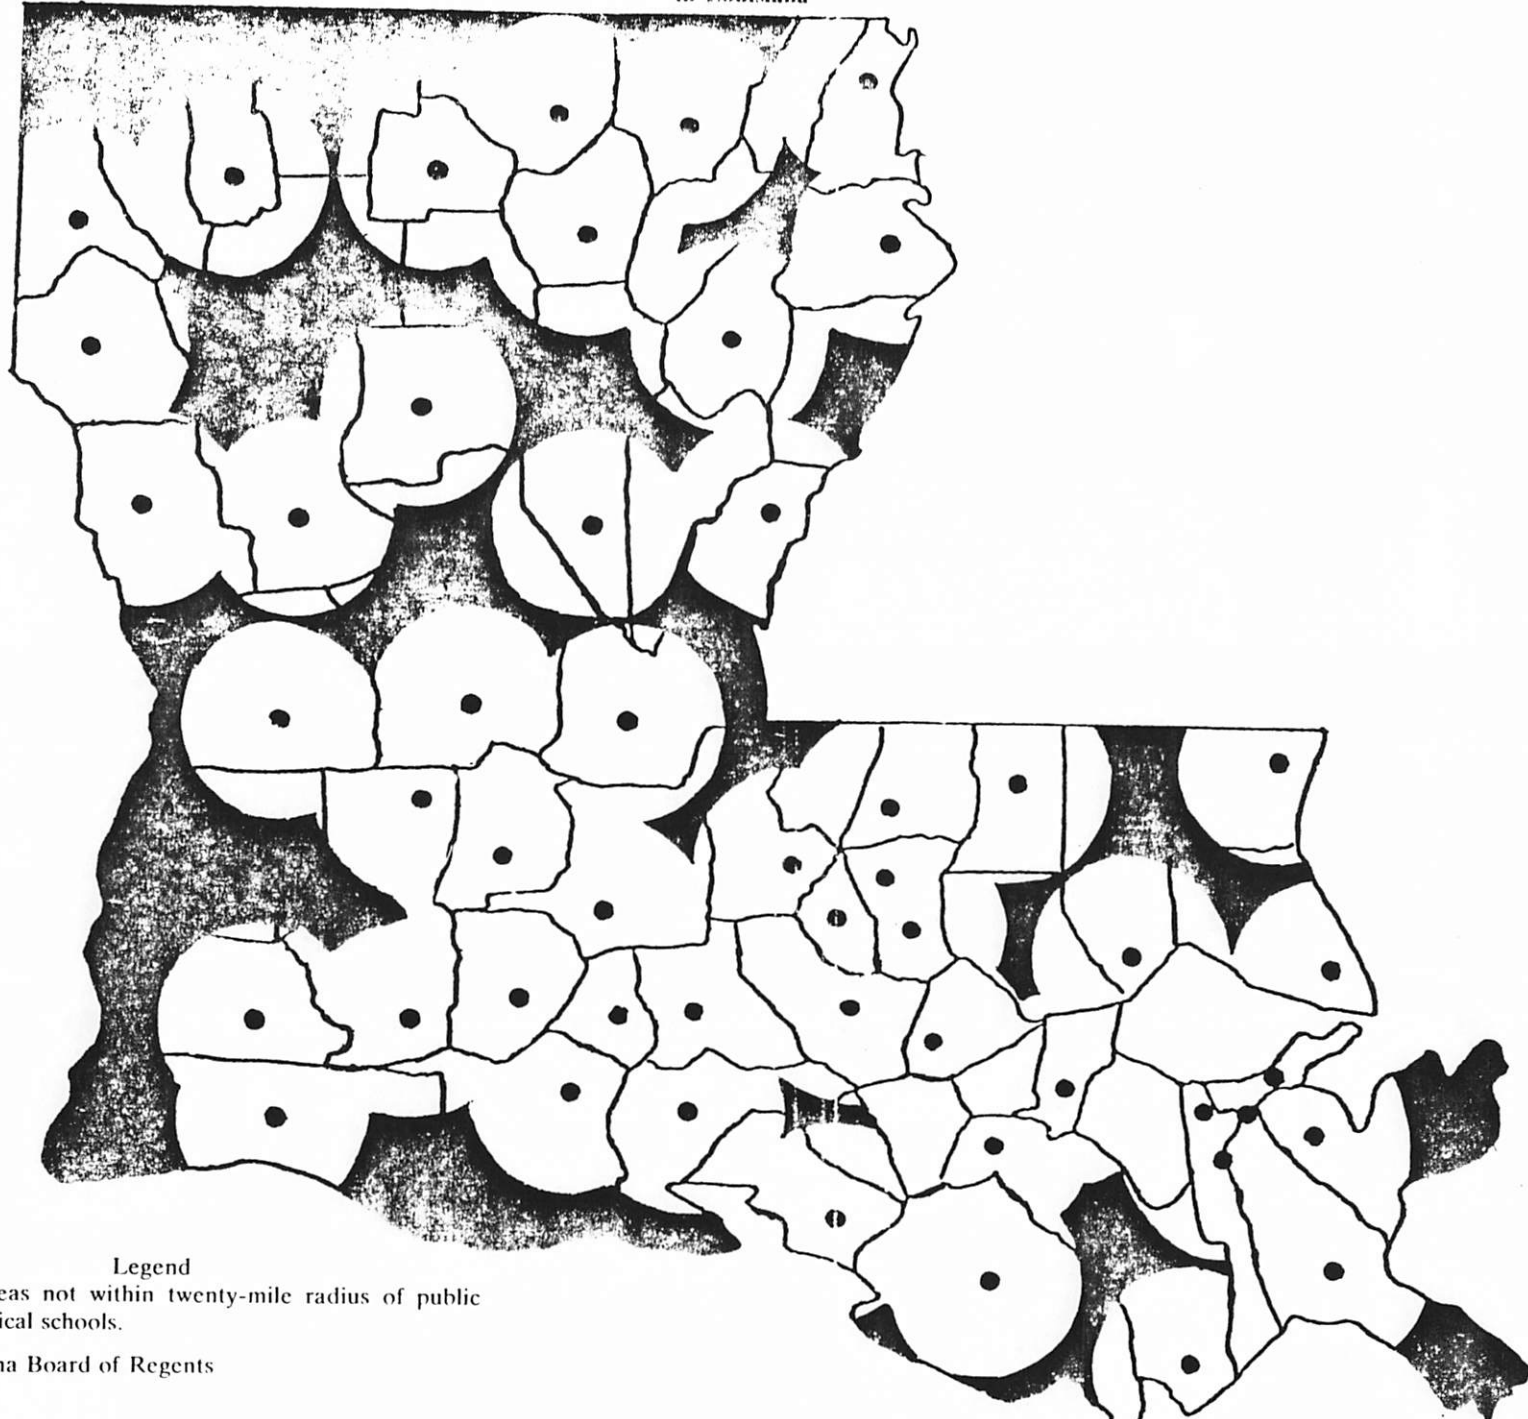 Legend
eas not within twenty-mile radius of public
ical schools.
na Board of Regents